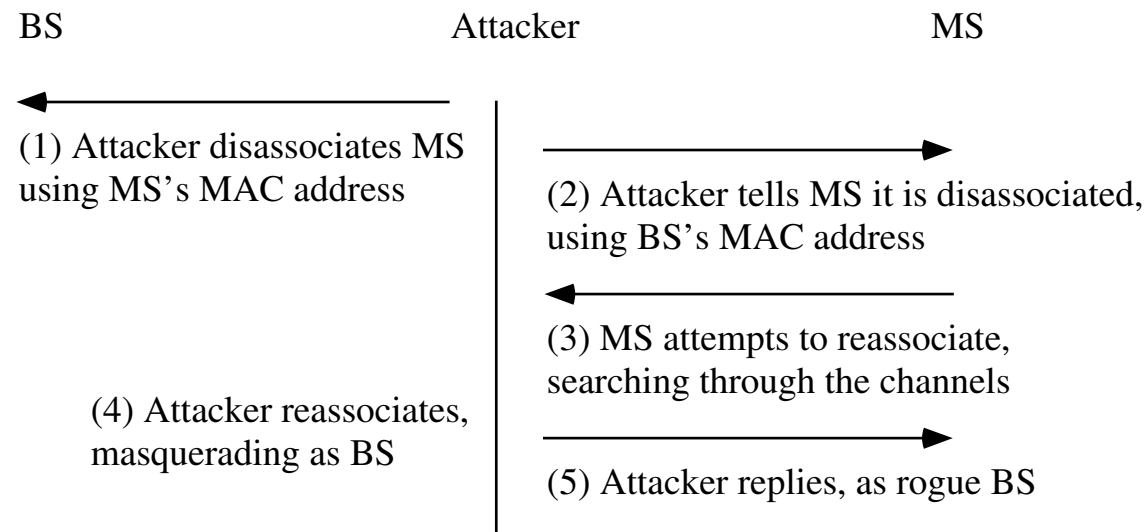 BS Attacker MS
(1) Attacker disassociates MS
using MS’s MAC address
(2) Attacker tells MS it is disassociated,
using BS’s MAC address
(3) MS attempts to reassociate,
searching through the channels
(4) Attacker reassociates,
masquerading as BS
(5) Attacker replies, as rogue BS